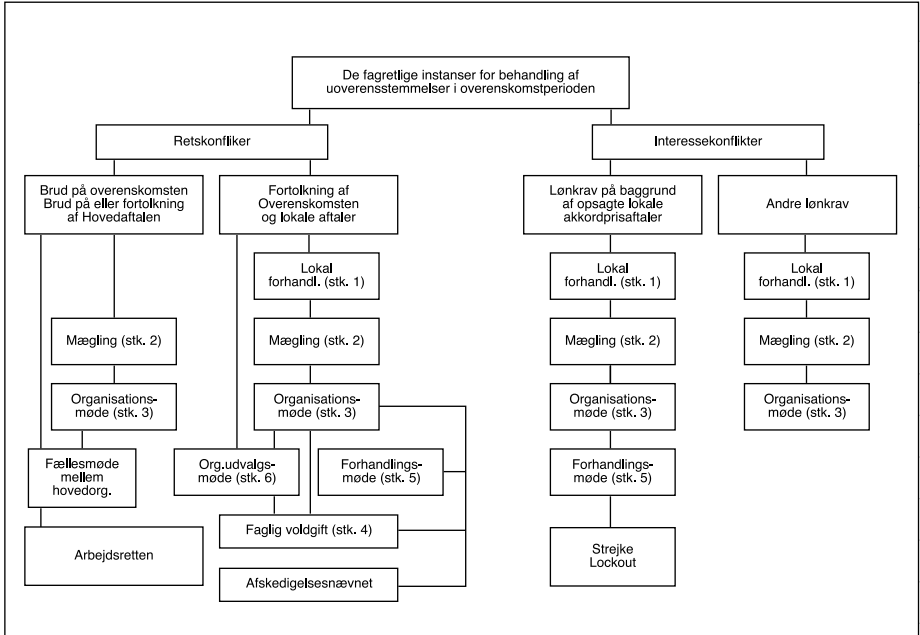 De fagretlige instanser for behandling af
uoverensstemmelser i overenskomstperioden
Retskonfliker
Interessekonflikter
Brud på overenskomsten
Brud på eller fortolkning
af Hovedaftalen
Fortolkning af
Overenskomsten
og lokale aftaler
Lønkrav på baggrund
af opsagte lokale
akkordprisaftaler
Andre lønkrav
Lokal
forhandl. (stk. 1)
Lokal
forhandl. (stk. 1)
Lokal
forhandl. (stk. 1)
Mægling (stk. 2)
Mægling (stk. 2)
Mægling (stk. 2)
Mægling (stk. 2)
Organisations-
møde (stk. 3)
Organisations-
møde (stk. 3)
Organisations-
møde (stk. 3)
Organisations-
møde (stk. 3)
Fællesmøde
mellem
hovedorg.
Org.udvalgs-
møde (stk. 6)
Forhandlings-
møde (stk. 5)
Forhandlings-
møde (stk. 5)
Arbejdsretten
Faglig voldgift (stk. 4)
Strejke
Lockout
Afskedigelsesnævnet